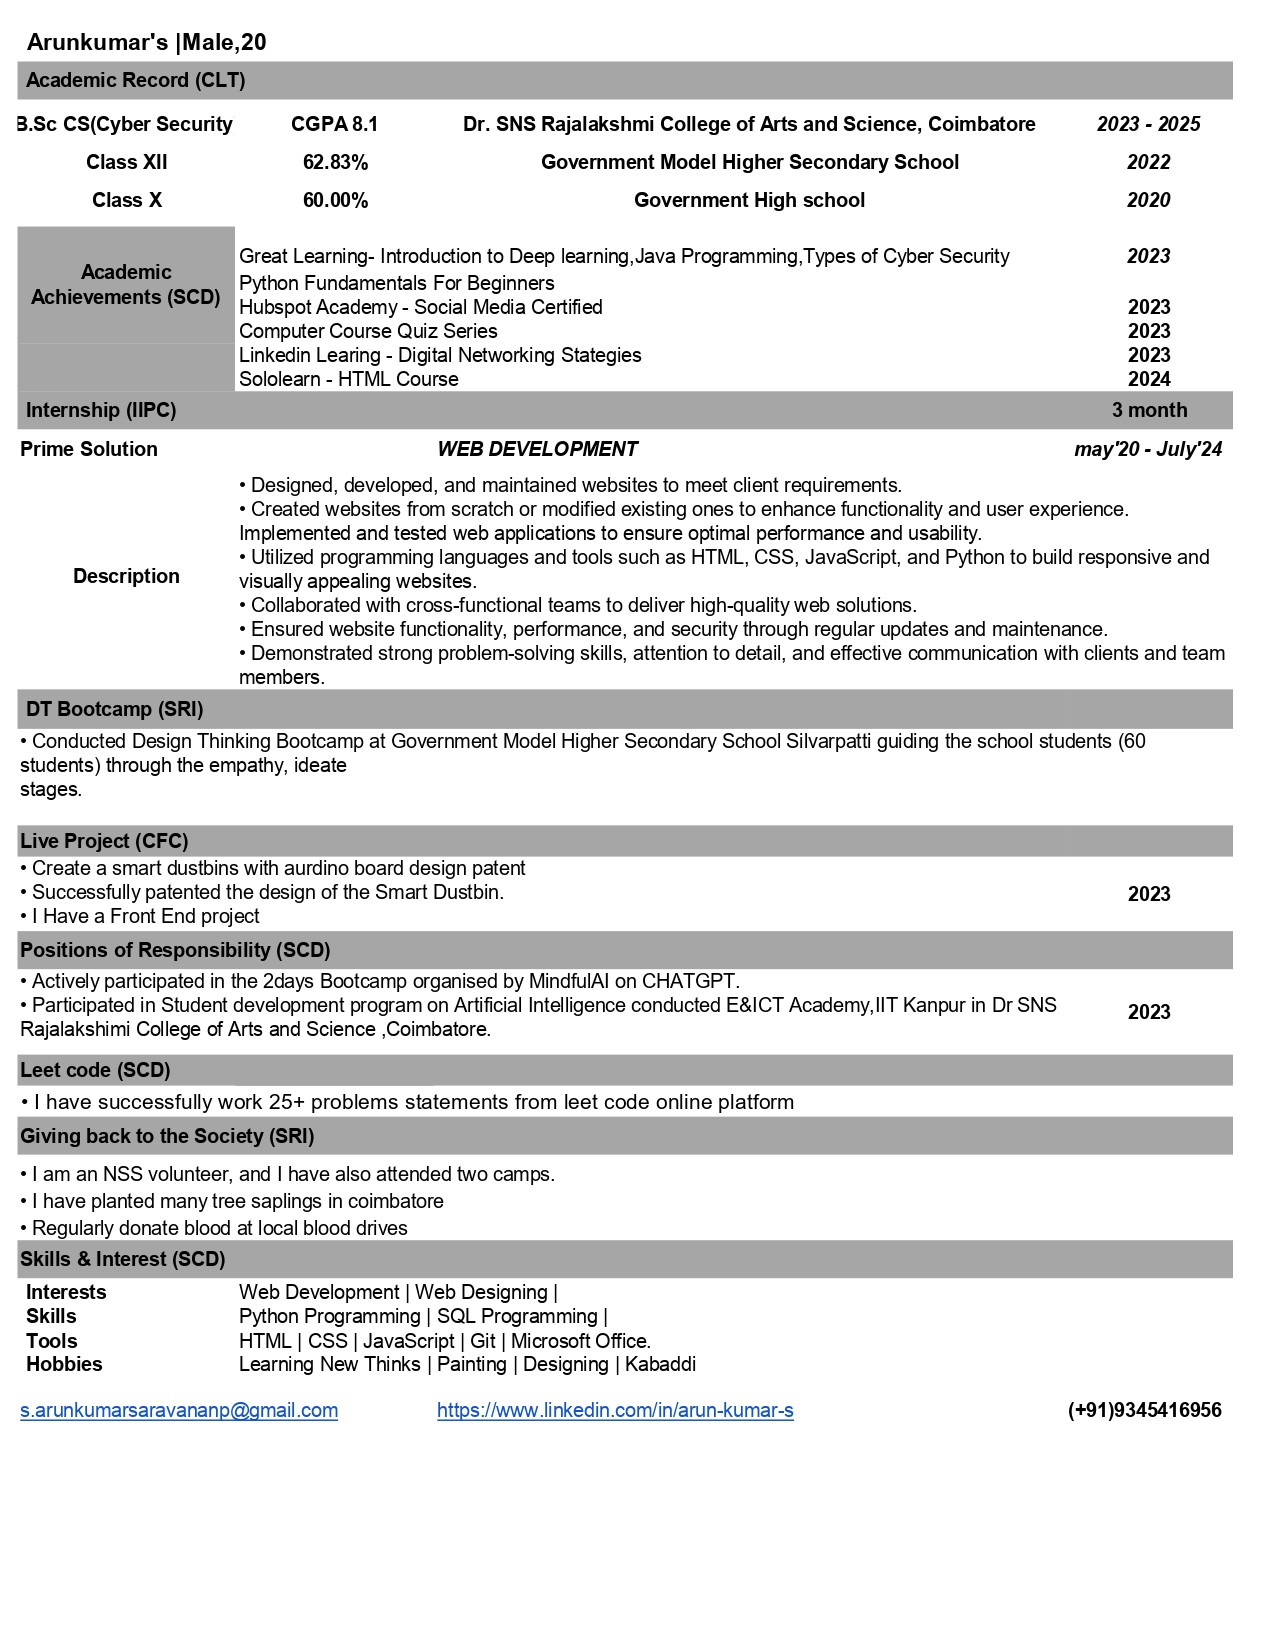 Arunkumar's |Male,20
Academic Record (CLT)
B.Sc CS(Cyber Security CGPA 8.1 Dr. SNS Rajalakshmi College of Arts and Science, Coimbatore 2023 - 2025
Class XII 62.83% Government Model Higher Secondary School 2022
Class X 60.00% Government High school 2020
Academic Achievements (SCD)
Great Learning- Introduction to Deep learning,Java Programming,Types of Cyber Security 2023
Python Fundamentals For Beginners
Hubspot Academy - Social Media Certified 2023
Computer Course Quiz Series 2023
Linkedin Learing - Digital Networking Stategies 2023
Sololearn - HTML Course 2024
Internship (IIPC) 3 month
Prime Solution WEB DEVELOPMENT may'20 - July'24
Description
• Designed, developed, and maintained websites to meet client requirements.
• Created websites from scratch or modified existing ones to enhance functionality and user experience.
Implemented and tested web applications to ensure optimal performance and usability.
• Utilized programming languages and tools such as HTML, CSS, JavaScript, and Python to build responsive and
visually appealing websites.
• Collaborated with cross-functional teams to deliver high-quality web solutions.
• Ensured website functionality, performance, and security through regular updates and maintenance.
• Demonstrated strong problem-solving skills, attention to detail, and effective communication with clients and team
members.
DT Bootcamp (SRI)
• Conducted Design Thinking Bootcamp at Government Model Higher Secondary School Silvarpatti guiding the school students (60
students) through the empathy, ideate
stages.
Live Project (CFC)
• Create a smart dustbins with aurdino board design patent
• Successfully patented the design of the Smart Dustbin. 2023
• I Have a Front End project
Positions of Responsibility (SCD)
• Actively participated in the 2days Bootcamp organised by MindfulAI on CHATGPT.
• Participated in Student development program on Artificial Intelligence conducted E&ICT Academy,IIT Kanpur in Dr SNS 2023
Rajalakshimi College of Arts and Science ,Coimbatore.
Leet code (SCD)
• I have successfully work 25+ problems statements from leet code online platform
Giving back to the Society (SRI)
• I am an NSS volunteer, and I have also attended two camps.
• I have planted many tree saplings in coimbatore
• Regularly donate blood at local blood drives
Skills & Interest (SCD)
Interests Web Development | Web Designing |
Skills Python Programming | SQL Programming |
Tools HTML | CSS | JavaScript | Git | Microsoft Office.
Hobbies Learning New Thinks | Painting | Designing | Kabaddi
s.arunkumarsaravananp@gmail.com https://www.linkedin.com/in/arun-kumar-s (+91)9345416956